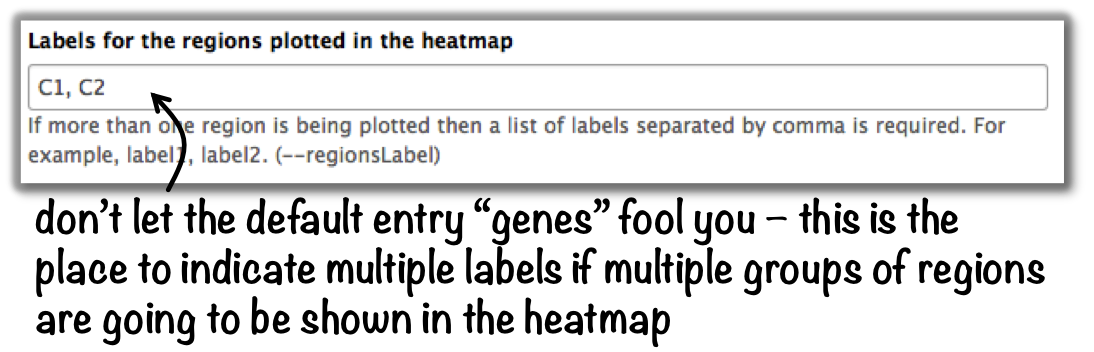 Labels for the regions plotted in the heatmap
C1, C2
If more than one region is being plotted then a list of labels separated by comma is required. For
example, label1, label2. (--regionsLabel)
don't let the default entry “genes” fool you – this is the
place to indicate multiple labels if multiple groups of regions
are going to be shown in the heatmap